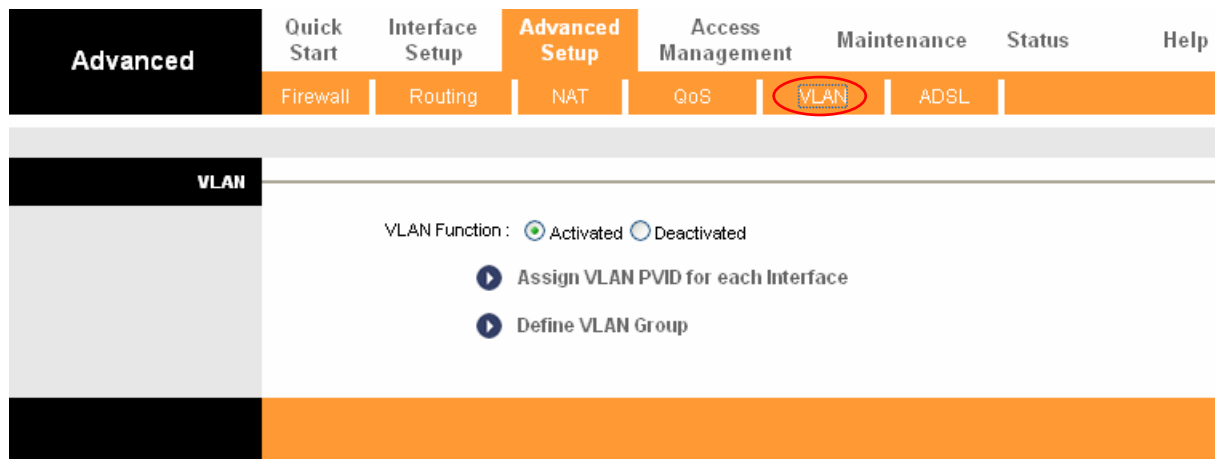 Advanced
Quick Start
Interface Setup
Advanced Setup
Access Management
Maintenance
Status
Help
Firewall
Routing
NAT
QoS
VLAN
ADSL
VLAN
VLAN Function : Activated Deactivated
Assign VLAN PVID for each Interface
Define VLAN Group